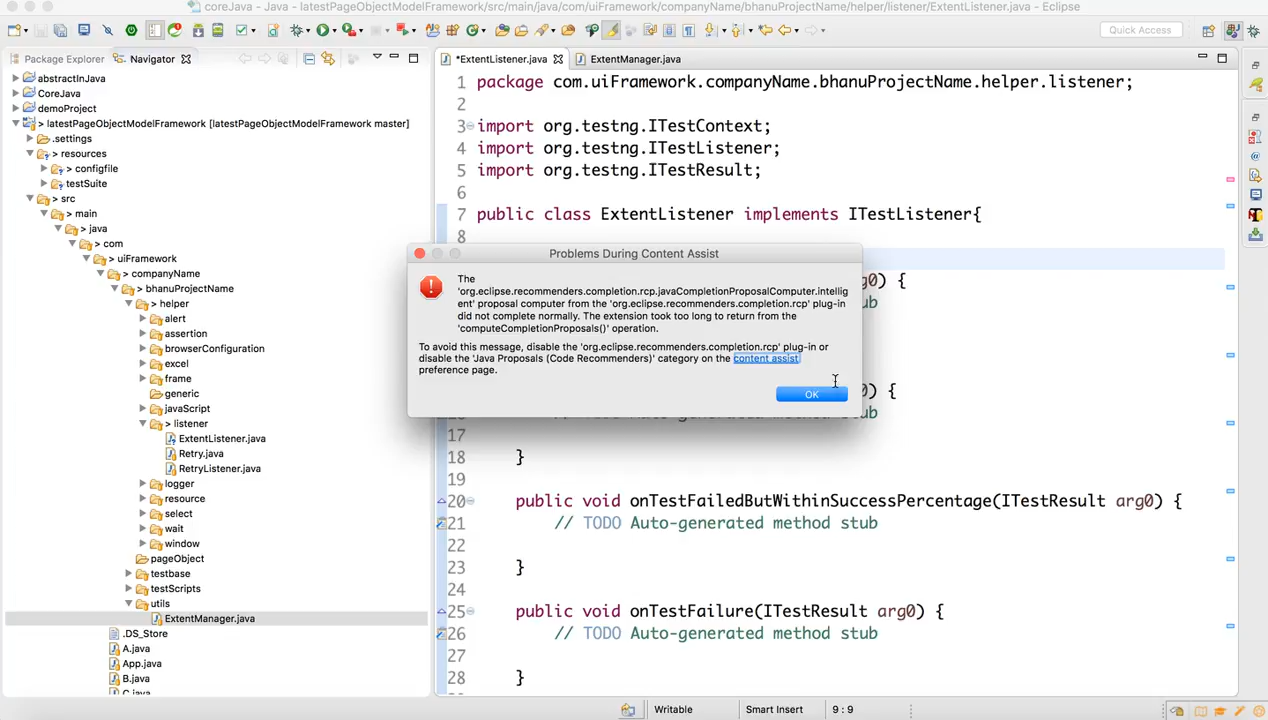 coreJava - Java - latestPageObjectModelFramework/src/main/java/com/uiFramework/companyName/bhanuProjectName/helper/listener/ExtentListener.java - Eclipse
Quick Access
Package Explorer
Navigator
abstractInJava
CoreJava
demoProject
> latestPageObjectModelFramework [latestPageObjectModelFramework master]
.settings
> resources
> configfile
testSuite
> src
> main
> java
> com
> uiFramework
> companyName
> bhanuProjectName
> helper
alert
assertion
browserConfiguration
excel
frame
generic
javaScript
> listener
ExtentListener.java
Retry.java
RetryListener.java
logger
resource
select
wait
window
pageObject
testbase
testScripts
utils
ExtentManager.java
.DS_Store
A.java
App.java
B.java
C.java
*ExtentListener.java
ExtentManager.java
1 package com.uiFramework.companyName.bhanuProjectName.helper.listener;
2
3 import org.testng.ITestContext;
4 import org.testng.ITestListener;
5 import org.testng.ITestResult;
6
7 public class ExtentListener implements ITestListener{
8
Problems During Content Assist
The
'org.eclipse.recommenders.completion.rcp.javaCompletionProposalComputer.intellig
ent' proposal computer from the 'org.eclipse.recommenders.completion.rcp' plug-in
did not complete normally. The extension took too long to return from the
'computeCompletionProposals()' operation.
To avoid this message, disable the 'org.eclipse.recommenders.completion.rcp' plug-in or
disable the 'Java Proposals (Code Recommenders)' category on the content assist
preference page.
OK
17
18 }
19
20 public void onTestFailedButWithinSuccessPercentage(ITestResult arg0) {
21 // TODO Auto-generated method stub
22
23 }
24
25 public void onTestFailure(ITestResult arg0) {
26 // TODO Auto-generated method stub
27
28 }
Writable
Smart Insert
9 : 9